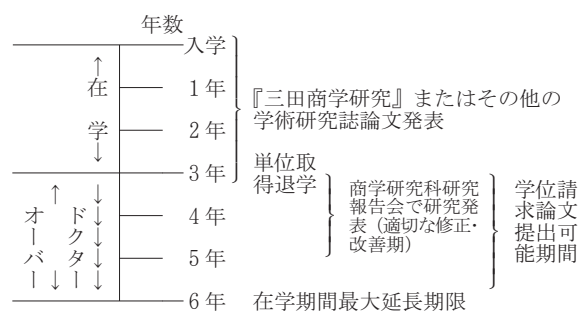 年数
入学
↑在学↓
1年
2年
3年
『三田商学研究』またはその他の
学術研究誌論文発表
単位取
得退学
↑オーバー↓
↓ドクター↓
4年
5年
6年
商学研究科研究
報告会で研究発
表（適切な修正・
改善期）
学位請
求論文
提出可
能期間
在学期間最大延長期限